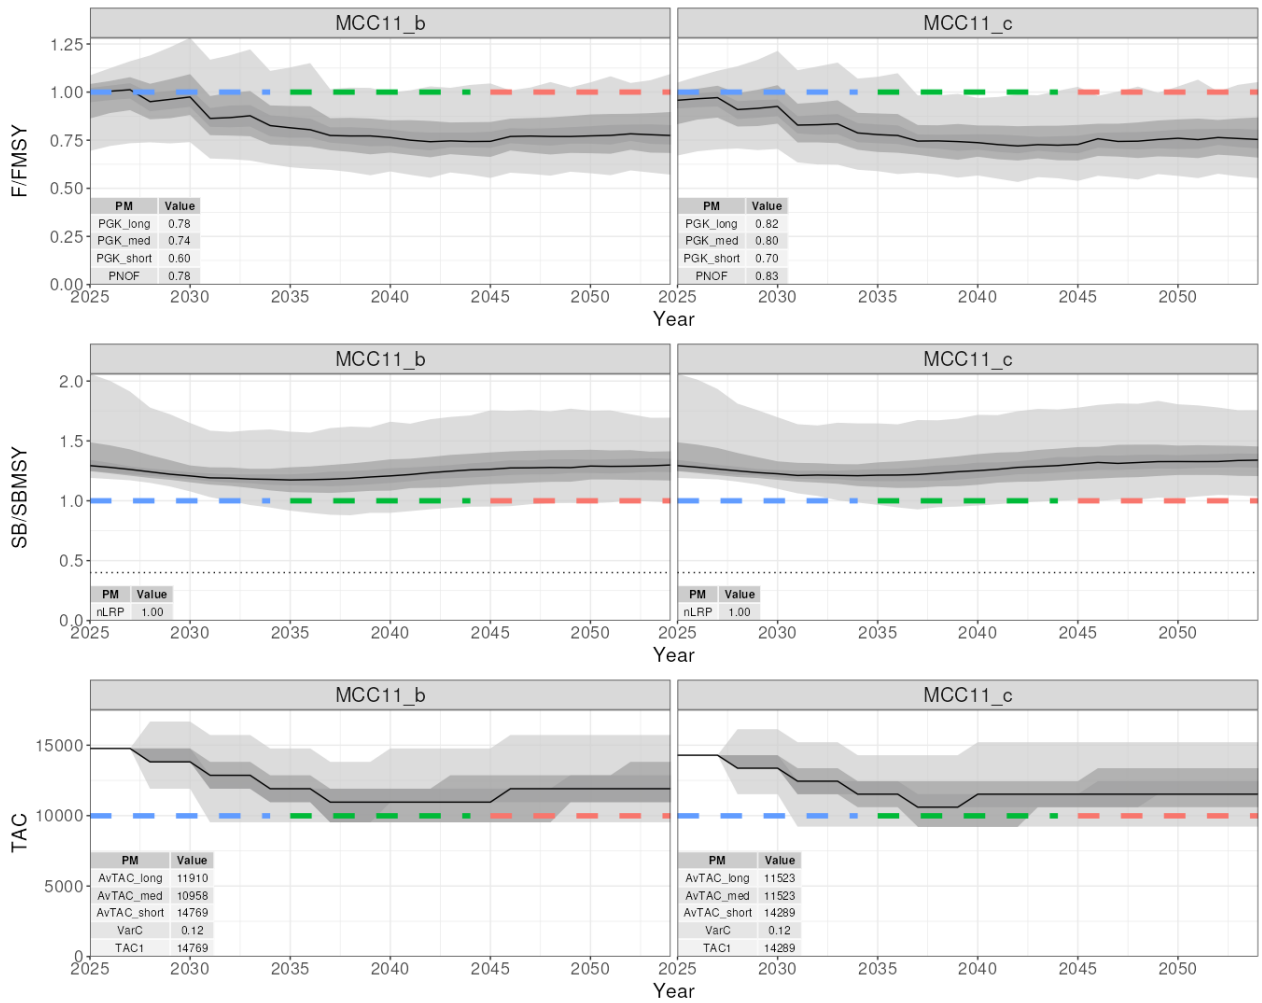 MCC11_b MCC11_c
F/FMSY
1.25
1.00
0.75
0.50
0.25
0.00
PM Value
PGK_long 0.78
PGK_med 0.74
PGK_short 0.60
PNOF 0.78
PM Value
PGK_long 0.82
PGK_med 0.80
PGK_short 0.70
PNOF 0.83
2025 2030 2035 2040 2045 2050 2025 2030 2035 2040 2045 2050
Year Year
MCC11_b MCC11_c
SB/SBMSY
2.0
1.5
1.0
0.5
0.0
PM Value
nLRP 1.00
PM Value
nLRP 1.00
2025 2030 2035 2040 2045 2050 2025 2030 2035 2040 2045 2050
Year Year
MCC11_b MCC11_c
TAC
15000
10000
5000
0
PM Value
AvTAC_long 11910
AvTAC_med 10958
AvTAC_short 14769
VarC 0.12
TAC1 14769
PM Value
AvTAC_long 11523
AvTAC_med 11523
AvTAC_short 14289
VarC 0.12
TAC1 14289
2025 2030 2035 2040 2045 2050 2025 2030 2035 2040 2045 2050
Year Year